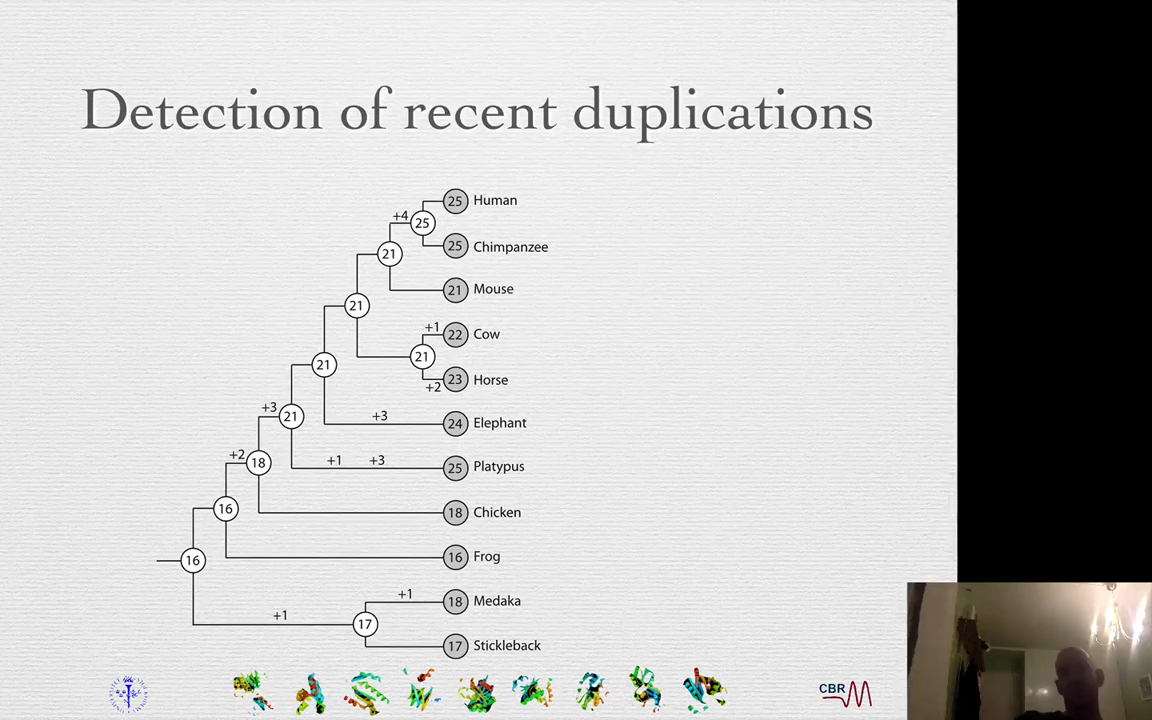 Detection of recent duplications
25 Human
+4 25
25 Chimpanzee
21
21 Mouse
21
+1 22 Cow
21
21
+2 23 Horse
+3 21
+3 24 Elephant
+2 18
+1 +3 25 Platypus
16
18 Chicken
16
16 Frog
+1 18 Medaka
+1 17
17 Stickleback
CBR